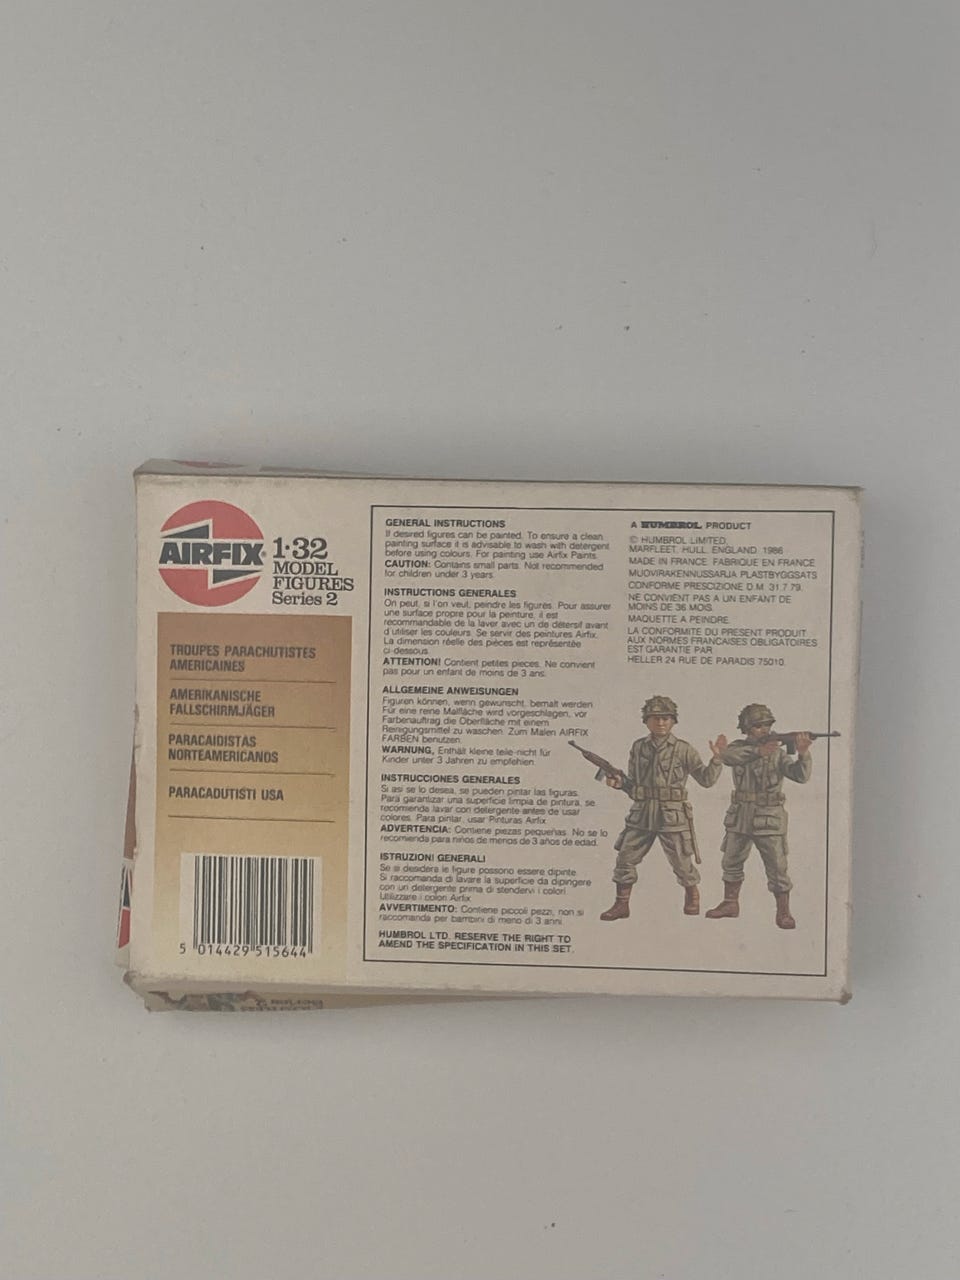 AIRFIX
1·32
MODEL
FIGURES
Series 2
TROUPES PARACHUTISTES
AMERICAINES
AMERIKANISCHE
FALLSCHIRMJÄGER
PARACAIDISTAS
NORTEAMERICANOS
PARACADUTISTI USA
5 014429 515644
GENERAL INSTRUCTIONS
If desired figures can be painted. To ensure a clean
painting surface it is advisable to wash with detergent
before using colours. For painting use Airfix Paints.
CAUTION: Contains small parts. Not recommended
for children under 3 years.
INSTRUCTIONS GENERALES
On peut, si l'on veut, peindre les figures. Pour assurer
une surface propre pour la peinture, il est
recommandable de la laver avec un de détersif avant
d'utiliser les couleurs. Se servir des peintures Airfix.
La dimension réelle des pièces est représentée
ci-dessous.
ATTENTION! Contient petites pieces. Ne convient
pas pour un enfant de moins de 3 ans.
ALLGEMEINE ANWEISUNGEN
Figuren können, wenn gewunscht, bemalt werden.
Für eine reine Malfläche wird vorgeschlagen, vor
Farbenauftrag die Oberfläche mit einem
Reinigungsmittel zu waschen. Zum Malen AIRFIX
FARBEN benutzen.
WARNUNG, Enthält kleine teile-nicht für
Kinder unter 3 Jahren zu empfehlen.
INSTRUCCIONES GENERALES
Si asi se lo desea, se pueden pintar las figuras.
Para garantizar una superficie limpia de pintura, se
recomienda lavar con detergente antes de usar
colores. Para pintar, usar Pinturas Airfix.
ADVERTENCIA: Contiene piezas pequeñas. No se lo
recomienda para niños de menos de 3 años de edad.
ISTRUZIONI GENERALI
Se si desidera le figure possono essere dipinte.
Si raccomanda di lavare la superficie da dipingere
con un detergente prima di stendervi i colori.
Utilizzare i colori Airfix
AVVERTIMENTO: Contiene piccoli pezzi, non si
raccomanda per bambini di meno di 3 anni.
HUMBROL LTD. RESERVE THE RIGHT TO
AMEND THE SPECIFICATION IN THIS SET.
A HUMBROL PRODUCT
© HUMBROL LIMITED.
MARFLEET. HULL. ENGLAND. 1986
MADE IN FRANCE. FABRIQUE EN FRANCE
MUOVIRAKENNUSSARJA PLASTBYGGSATS
CONFORME PRESCIZIONE D.M. 31.7.79.
NE CONVIENT PAS A UN ENFANT DE
MOINS DE 36 MOIS.
MAQUETTE A PEINDRE.
LA CONFORMITE DU PRESENT PRODUIT
AUX NORMES FRANCAISES OBLIGATOIRES
EST GARANTIE PAR
HELLER 24 RUE DE PARADIS 75010.